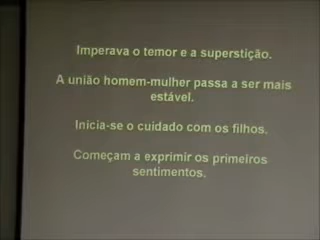 Imperava o temor e a superstição.
A união homem-mulher passa a ser mais
estável.
Inicia-se o cuidado com os filhos.
Começam a exprimir os primeiros
sentimentos.